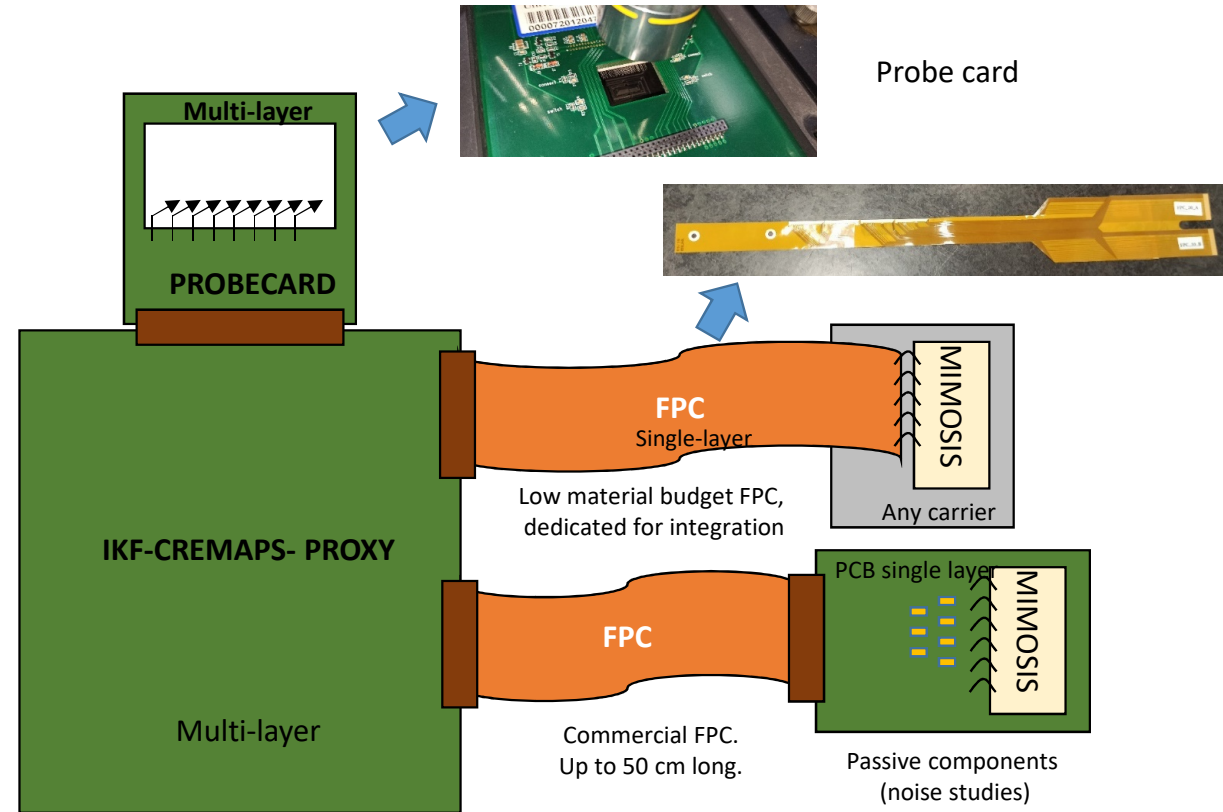 000072012047
Probe card
Multi-layer
PROBECARD
FPC
Single-layer
MIMOSIS
Low material budget FPC,
dedicated for integration
Any carrier
IKF-CREMAPS- PROXY
PCB single layer
FPC
MIMOSIS
Multi-layer
Commercial FPC.
Up to 50 cm long.
Passive components
(noise studies)